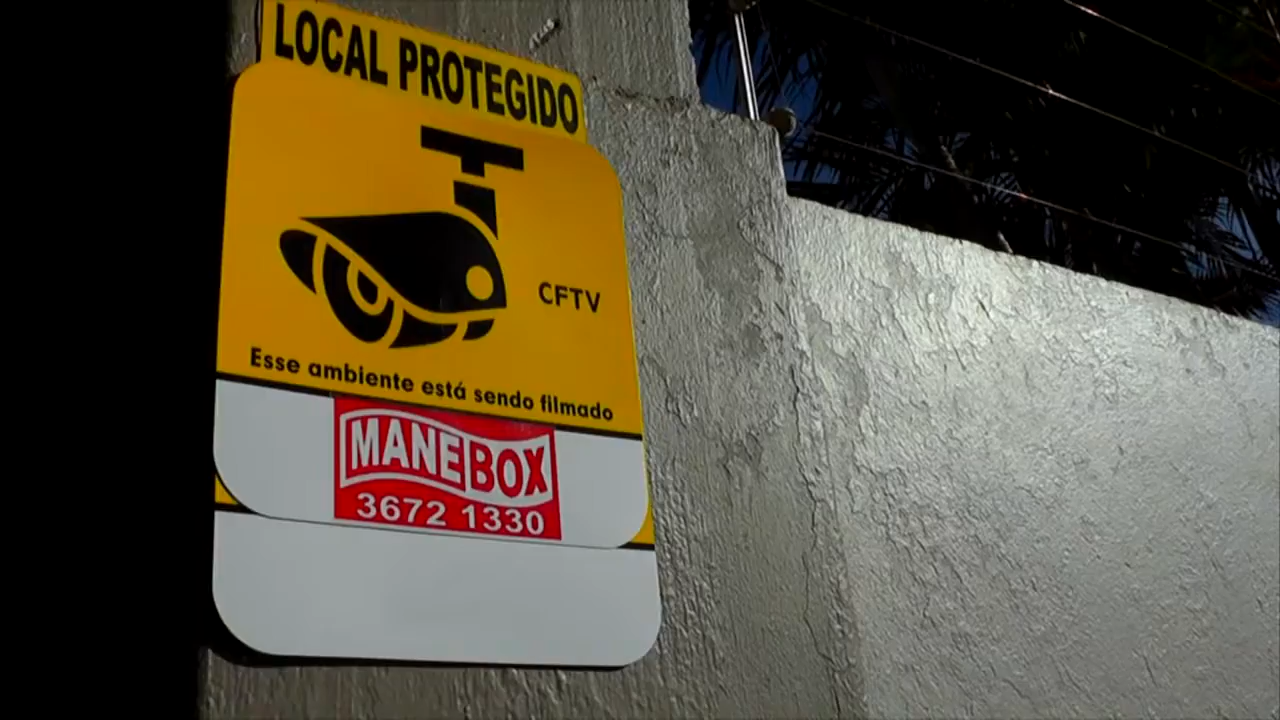 LOCAL PROTEGIDO
CFTV
Esse ambiente está sendo filmado
MANEBOX
3672 1330